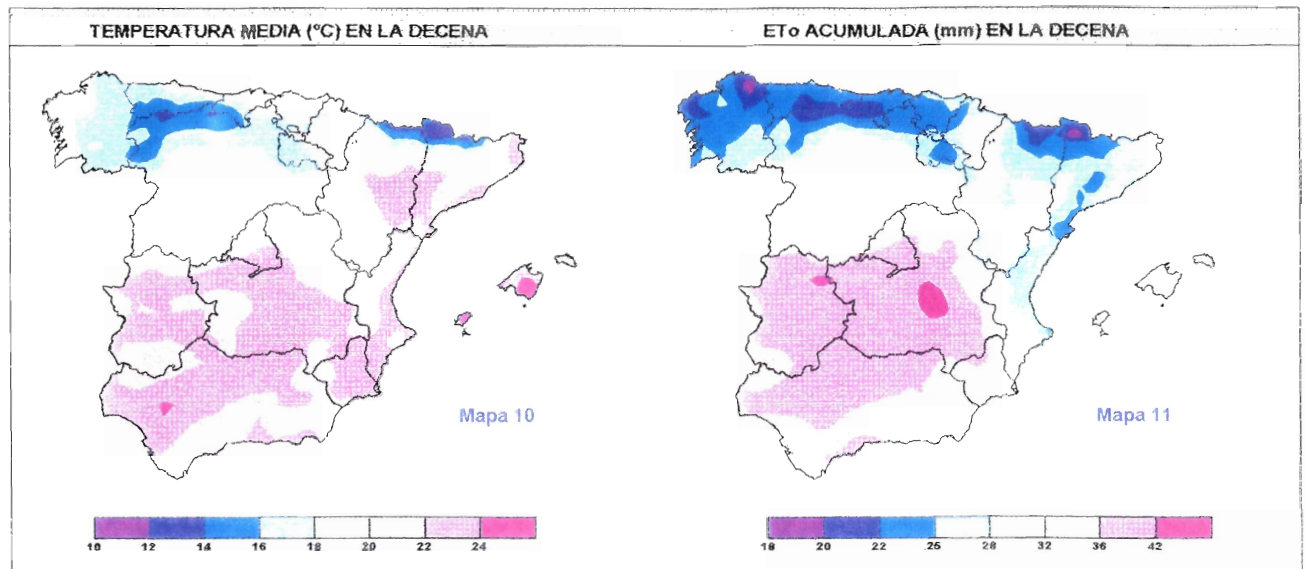 TEMPERATURA MEDIA (ºC) EN LA DECENA
ETo ACUMULADA (mm) EN LA DECENA
Mapa 10
Mapa 11
10 12 14 16 18 20 22 24
18 20 22 25 28 32 36 42